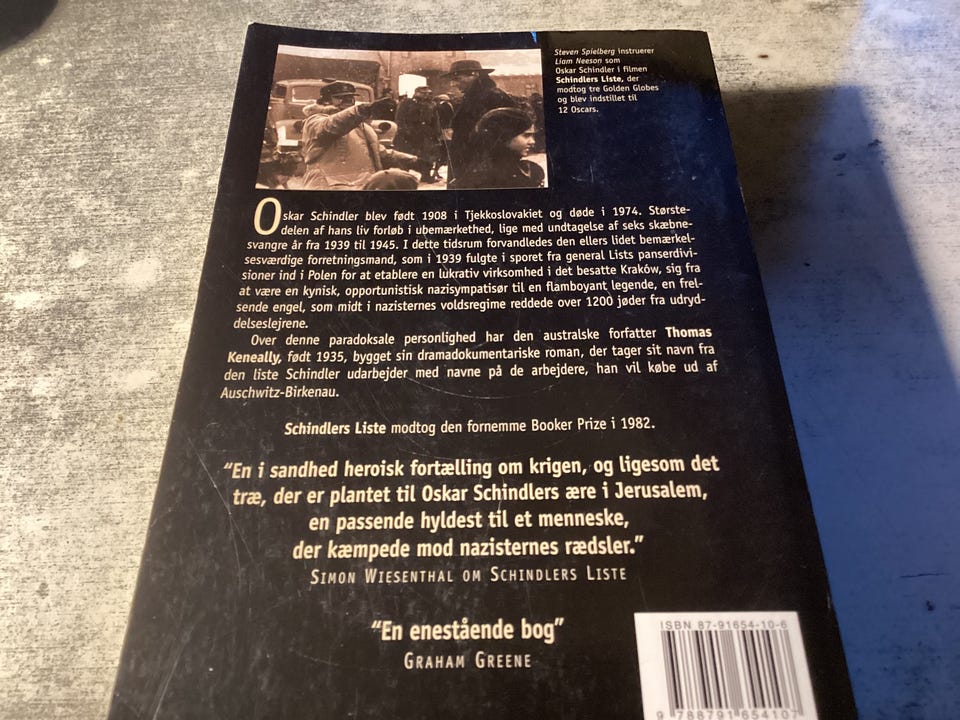 Steven Spielberg instruerer
Liam Neeson som
Oskar Schindler i filmen
Schindlers Liste, der
modtog tre Golden Globes
og blev indstillet til
12 Oscars.
Oskar Schindler blev født 1908 i Tjekkoslovakiet og døde i 1974. Største-
delen af hans liv forløb i ubemærkethed, lige med undtagelse af seks skæbne-
svangre år fra 1939 til 1945. I dette tidsrum forvandledes den ellers lidet bemærkel-
sesværdige forretningsmand, som i 1939 fulgte i sporet fra general Lists panserdivi-
sioner ind i Polen for at etablere en lukrativ virksomhed i det besatte Kraków, sig fra
at være en kynisk, opportunistisk nazisympatisør til en flamboyant legende, en frel-
sende engel, som midt i nazisternes voldsregime reddede over 1200 jøder fra udryd-
delseslejrene.
Over denne paradoksale personlighed har den australske forfatter Thomas
Keneally, født 1935, bygget sin dramadokumentariske roman, der tager sit navn fra
den liste Schindler udarbejder med navne på de arbejdere, han vil købe ud af
Auschwitz-Birkenau.
Schindlers Liste modtog den fornemme Booker Prize i 1982.
"En i sandhed heroisk fortælling om krigen, og ligesom det
træ, der er plantet til Oskar Schindlers ære i Jerusalem,
en passende hyldest til et menneske,
der kæmpede mod nazisternes rædsler."
SIMON WIESENTHAL OM SCHINDLERS LISTE
"En enestående bog"
GRAHAM GREENE
ISBN 87-91654-10-6
9 788791 654107